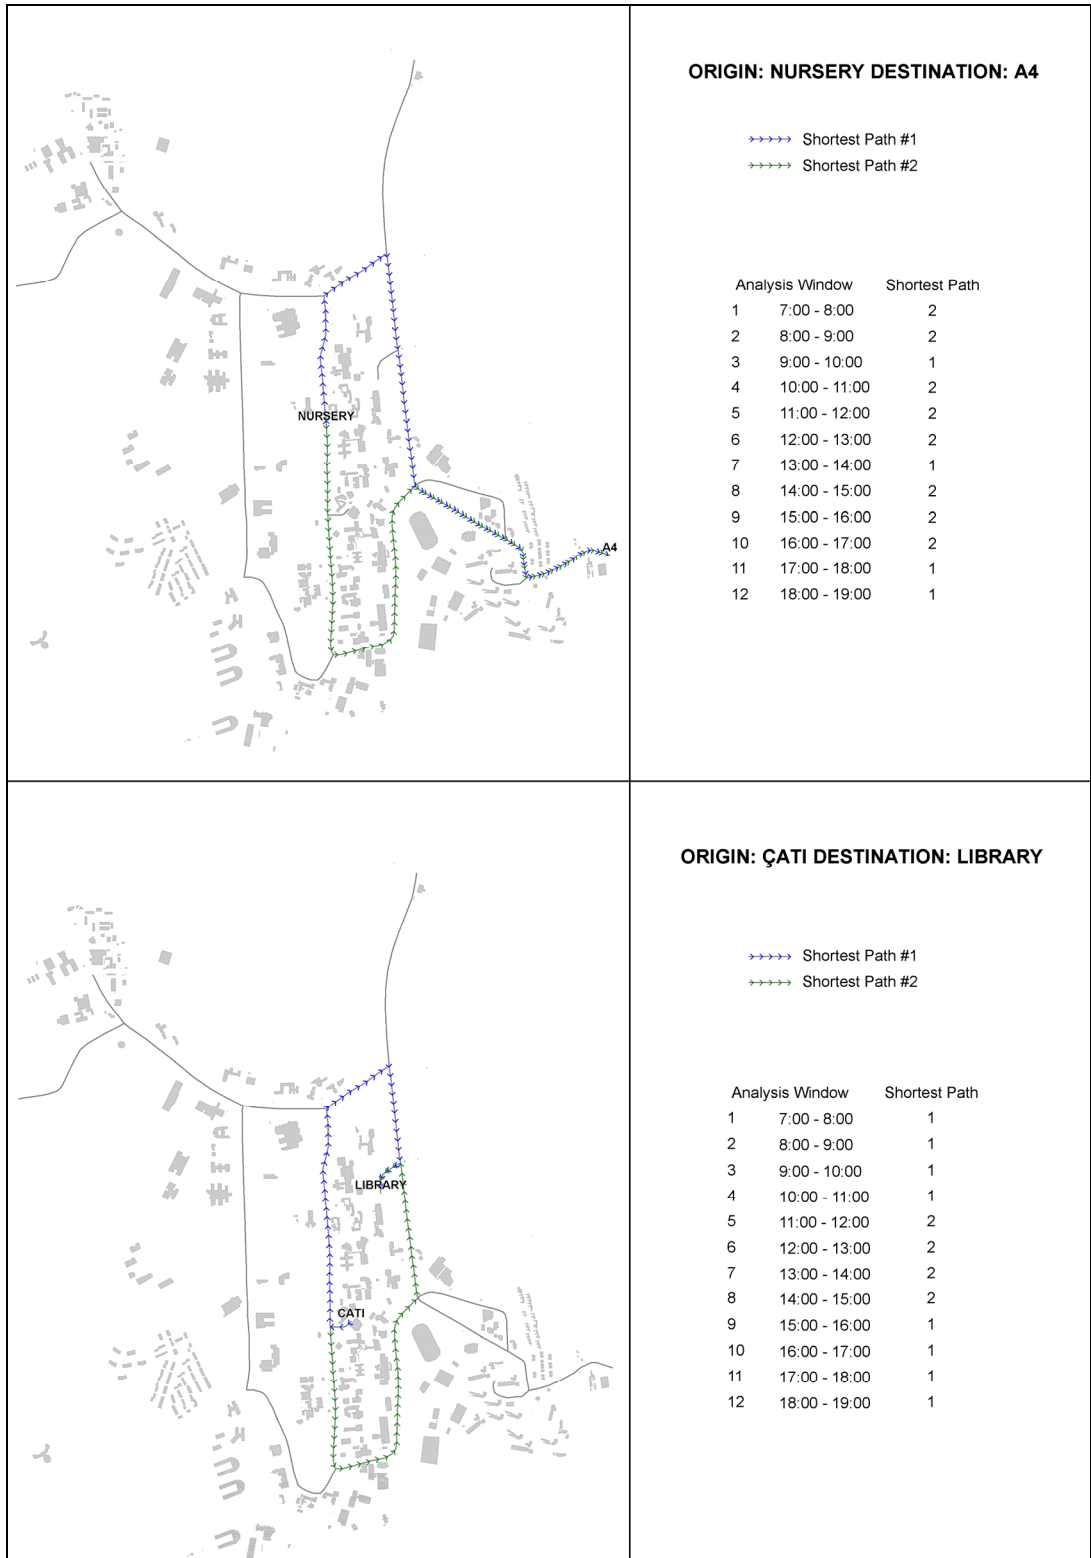 ORIGIN: NURSERY DESTINATION: A4
Shortest Path #1
Shortest Path #2
Analysis Window Shortest Path
1 7:00 - 8:00 2
2 8:00 - 9:00 2
3 9:00 - 10:00 1
4 10:00 - 11:00 2
5 11:00 - 12:00 2
6 12:00 - 13:00 2
7 13:00 - 14:00 1
8 14:00 - 15:00 2
9 15:00 - 16:00 2
10 16:00 - 17:00 2
11 17:00 - 18:00 1
12 18:00 - 19:00 1
NURSERY
A4
ORIGIN: ÇATI DESTINATION: LIBRARY
Shortest Path #1
Shortest Path #2
Analysis Window Shortest Path
1 7:00 - 8:00 1
2 8:00 - 9:00 1
3 9:00 - 10:00 1
4 10:00 - 11:00 1
5 11:00 - 12:00 2
6 12:00 - 13:00 2
7 13:00 - 14:00 2
8 14:00 - 15:00 2
9 15:00 - 16:00 1
10 16:00 - 17:00 1
11 17:00 - 18:00 1
12 18:00 - 19:00 1
LIBRARY
ÇATI